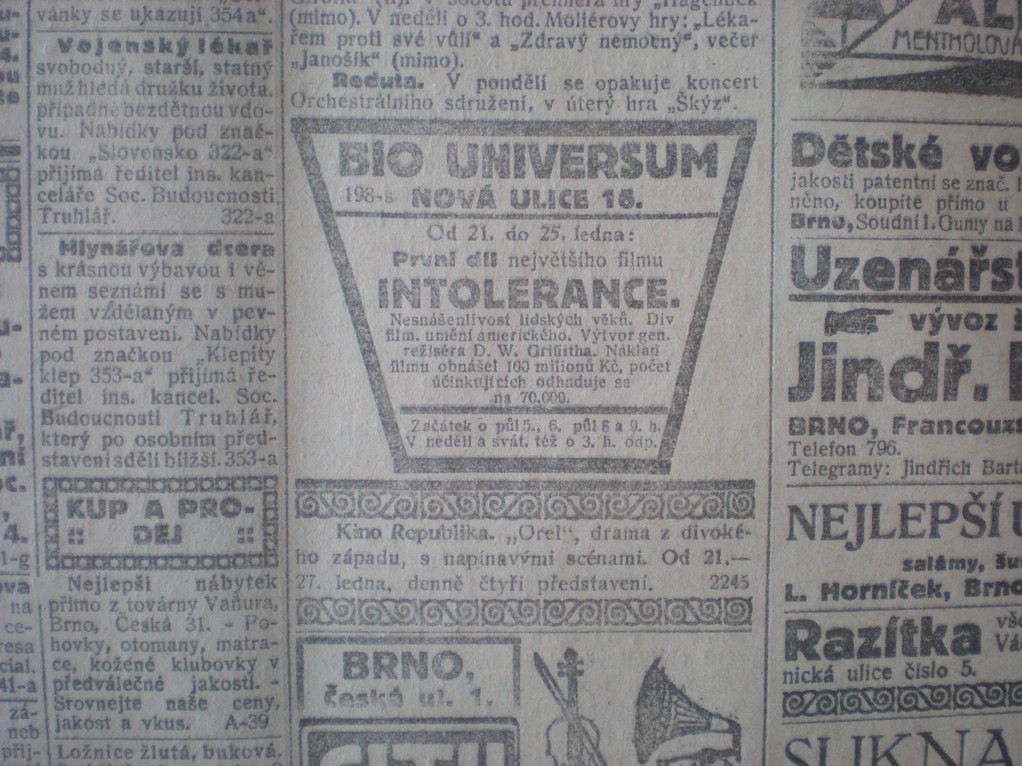 vánky se ukazují 354a".
Vojenský lékař
svobodný, starší, statný
muž hledá družku života.
případně bezdětnou vdo-
vu. Nabídky pod znač-
kou „Slovensko 322-a"
přijímá ředitel ins. kan-
celáře Soc. Budoucnosti
Truhlář. 322-a
Mlynářova dcera
s krásnou výbavou i vě-
nem seznámí se s mu-
žem vzdělaným v pev-
ném postavení. Nabídky
pod značkou „Klepity
klep 353-a" přijímá ře-
ditel ins. kancel. Soc.
Budoucnosti Truhlář,
který po osobním před-
stavení sdělí bližší. 353-a
KUP A PRO-
:: DEJ ::
Nejlepší nábytek
přímo z továrny Vaňura,
Brno, Česká 31. - Po-
hovky, otomany, matra-
ce, kožené klubovky v
předválečné jakosti. -
Srovnejte naše ceny,
jakost a vkus. A-39
Ložnice žlutá, buková.
(mimo). V neděli o 3. hod. Moliérovy hry: „Léka-
řem proti své vůli" a „Zdravý nemocný", večer
„Janošík" (mimo).
Reduta. V pondělí se opakuje koncert
Orchestrálního sdružení, v úterý hra „Škýz".
BIO UNIVERSUM
198-s NOVÁ ULICE 16.
Od 21. do 25. ledna:
První díl největšího filmu
INTOLERANCE.
Nesnášenlivost lidských věků. Div
film. umění amerického. Výtvor gen.
režiséra D. W. Griffitha. Náklad
filmu obnášel 100 milionů Kč, počet
účinkujících odhaduje se
na 70.000.
Začátek o půl 5., 6. půl 8 a 9. h.
V neděli a svát. též o 3. h. odp.
Kino Republika. „Orel", drama z divoké-
ho západu, s napínavými scénami. Od 21.—
27. ledna, denně čtyři představení. 2245
BRNO,
česká ul. 1.
MENTHOLOVÁ
Dětské vo
jakosti patentní se znač.
něno, koupíte přímo u
Brno, Soudní 1. Gumy na
Uzenářst
vývoz
Jindř.
BRNO, Francouzs
Telefon 796.
Telegramy: Jindřich Barta
NEJLEPŠÍ
salámy,
L. Horníček, Brno
Razítka
nická ulice číslo 5.
SUKNA